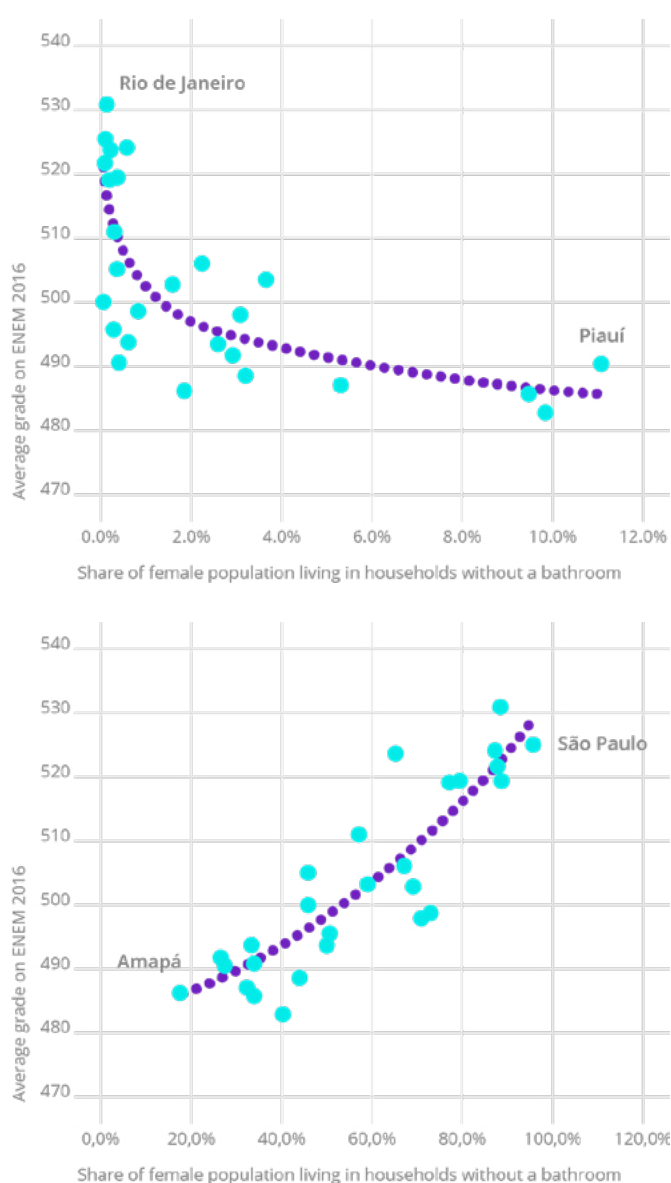 540
Rio de Janeiro
530
520
510
500
490
480
470
Piauí
Average grade on ENEM 2016
0.0% 2.0% 4.0% 6.0% 8.0% 10.0% 12.0%
Share of female population living in households without a bathroom
540
530
São Paulo
520
510
500
490
Amapá
480
470
Average grade on ENEM 2016
0,0% 20,0% 40,0% 60,0% 80,0% 100,0% 120,0%
Share of female population living in households without a bathroom